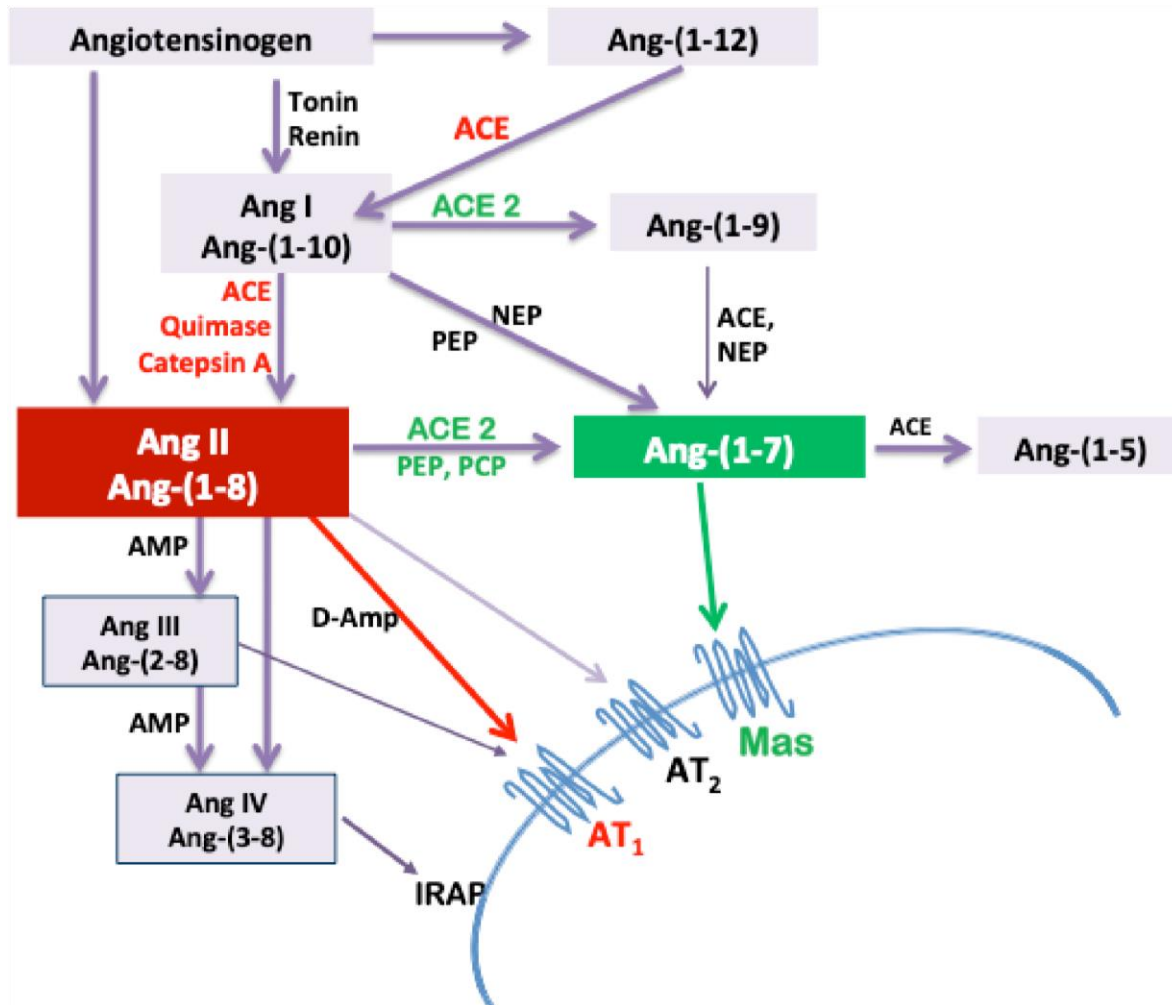 Angiotensinogen
Ang-(1-12)
Tonin
Renin
ACE
Ang I
Ang-(1-10)
ACE 2
Ang-(1-9)
ACE
Quimase
Catepsin A
NEP
PEP
ACE,
NEP
Ang II
Ang-(1-8)
ACE 2
PEP, PCP
Ang-(1-7)
ACE
Ang-(1-5)
AMP
D-Amp
Ang III
Ang-(2-8)
AMP
Mas
AT2
Ang IV
Ang-(3-8)
AT1
IRAP